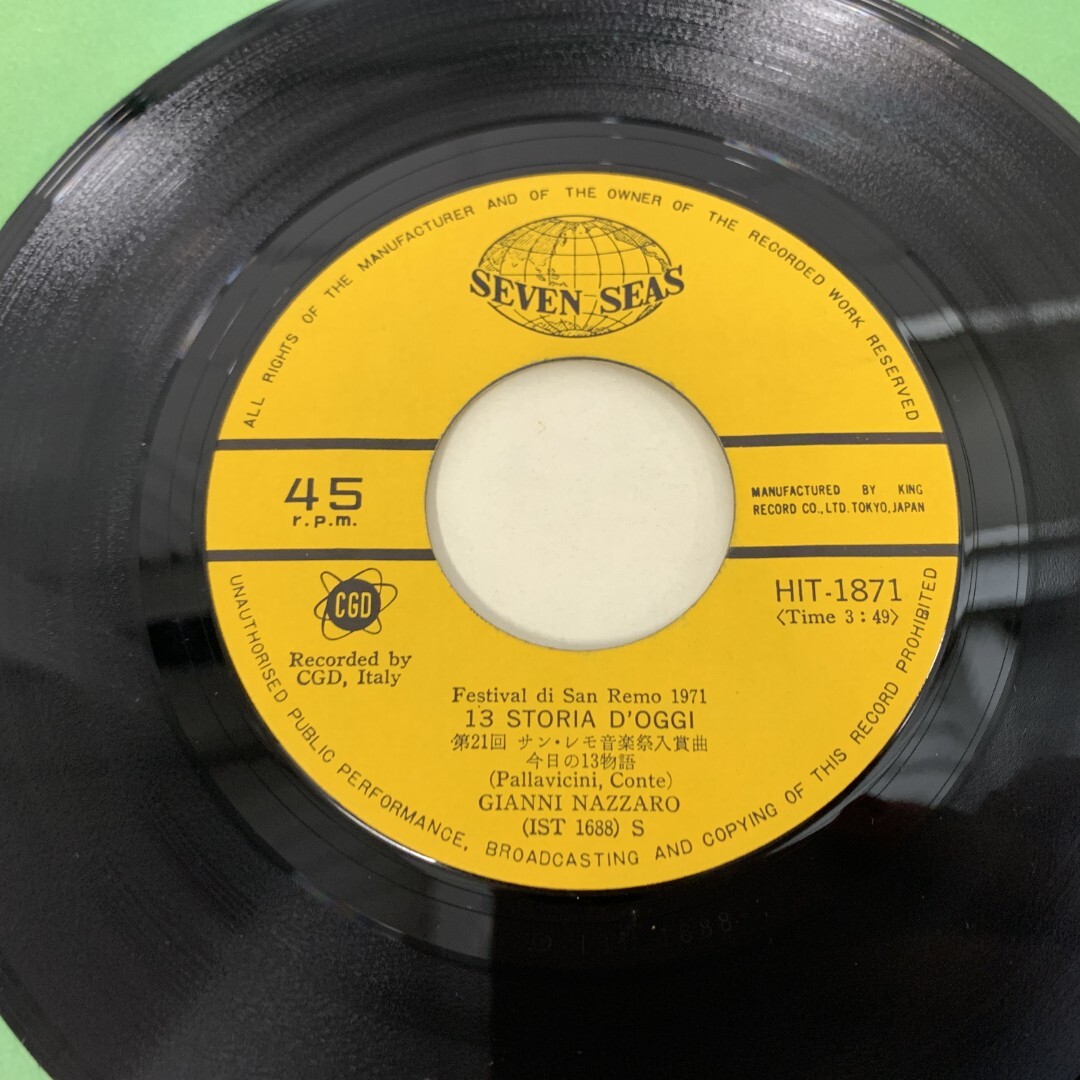 ALL RIGHTS OF THE MANUFACTURER AND OF THE OWNER OF THE RECORDED WORK RESERVED
SEVEN SEAS
45
r.p.m.
MANUFACTURED BY KING
RECORD CO., LTD. TOKYO, JAPAN
CGD
Recorded by
CGD, Italy
HIT-1871
〈Time 3:49〉
Festival di San Remo 1971
13 STORIA D'OGGI
第21回 サン・レモ音楽祭入賞曲
今日の13物語
(Pallavicini, Conte)
GIANNI NAZZARO
(IST 1688) S
UNAUTHORISED PUBLIC PERFORMANCE, BROADCASTING AND COPYING OF THIS RECORD PROHIBITED